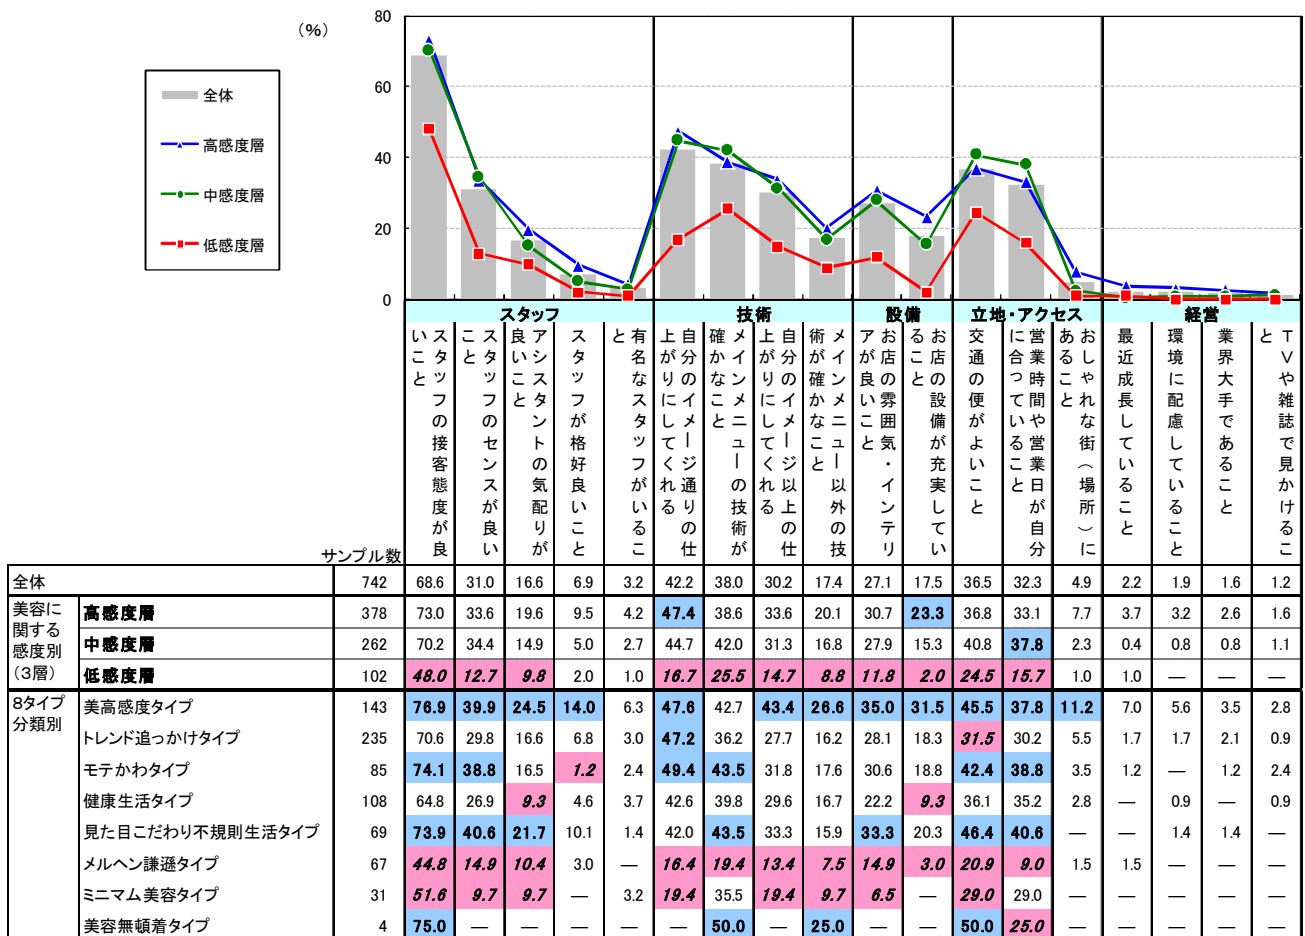 (%)
80
60
40
20
0
全体
高感度層
中感度層
低感度層
スタッフ 技術 設備 立地・アクセス 経営
スタッフの接客態度が良いこと
スタッフのセンスが良いこと
アシスタントの気配りが良いこと
スタッフが格好良いこと
有名なスタッフがいること
自分のイメージ通りの仕上がりにしてくれる
メインメニューの技術が確かなこと
自分のイメージ以上の仕上がりにしてくれる
メインメニュー以外の技術が確かなこと
お店の雰囲気・インテリアが良いこと
お店の設備が充実していること
交通の便がよいこと
営業時間や営業日が自分に合っていること
おしゃれな街(場所)にあること
最近成長していること
環境に配慮していること
業界大手であること
TVや雑誌で見かけること
サンプル数
全体 742 68.6 31.0 16.6 6.9 3.2 42.2 38.0 30.2 17.4 27.1 17.5 36.5 32.3 4.9 2.2 1.9 1.6 1.2
美容に関する感度別(3層)
高感度層 378 73.0 33.6 19.6 9.5 4.2 47.4 38.6 33.6 20.1 30.7 23.3 36.8 33.1 7.7 3.7 3.2 2.6 1.6
中感度層 262 70.2 34.4 14.9 5.0 2.7 44.7 42.0 31.3 16.8 27.9 15.3 40.8 37.8 2.3 0.4 0.8 0.8 1.1
低感度層 102 48.0 12.7 9.8 2.0 1.0 16.7 25.5 14.7 8.8 11.8 2.0 24.5 15.7 1.0 1.0 — — —
8タイプ分類別
美高感度タイプ 143 76.9 39.9 24.5 14.0 6.3 47.6 42.7 43.4 26.6 35.0 31.5 45.5 37.8 11.2 7.0 5.6 3.5 2.8
トレンド追っかけタイプ 235 70.6 29.8 16.6 6.8 3.0 47.2 36.2 27.7 16.2 28.1 18.3 31.5 30.2 5.5 1.7 1.7 2.1 0.9
モテかわタイプ 85 74.1 38.8 16.5 1.2 2.4 49.4 43.5 31.8 17.6 30.6 18.8 42.4 38.8 3.5 1.2 — 1.2 2.4
健康生活タイプ 108 64.8 26.9 9.3 4.6 3.7 42.6 39.8 29.6 16.7 22.2 9.3 36.1 35.2 2.8 — 0.9 — 0.9
見た目こだわり不規則生活タイプ 69 73.9 40.6 21.7 10.1 1.4 42.0 43.5 33.3 15.9 33.3 20.3 46.4 40.6 — — 1.4 1.4 —
メルヘン謙遜タイプ 67 44.8 14.9 10.4 3.0 — 16.4 19.4 13.4 7.5 14.9 3.0 20.9 9.0 1.5 1.5 — — —
ミニマム美容タイプ 31 51.6 9.7 9.7 — 3.2 19.4 35.5 19.4 9.7 6.5 — 29.0 29.0 — — — — —
美容無頓着タイプ 4 75.0 — — — — — 50.0 — 25.0 — — 50.0 25.0 — — — — —